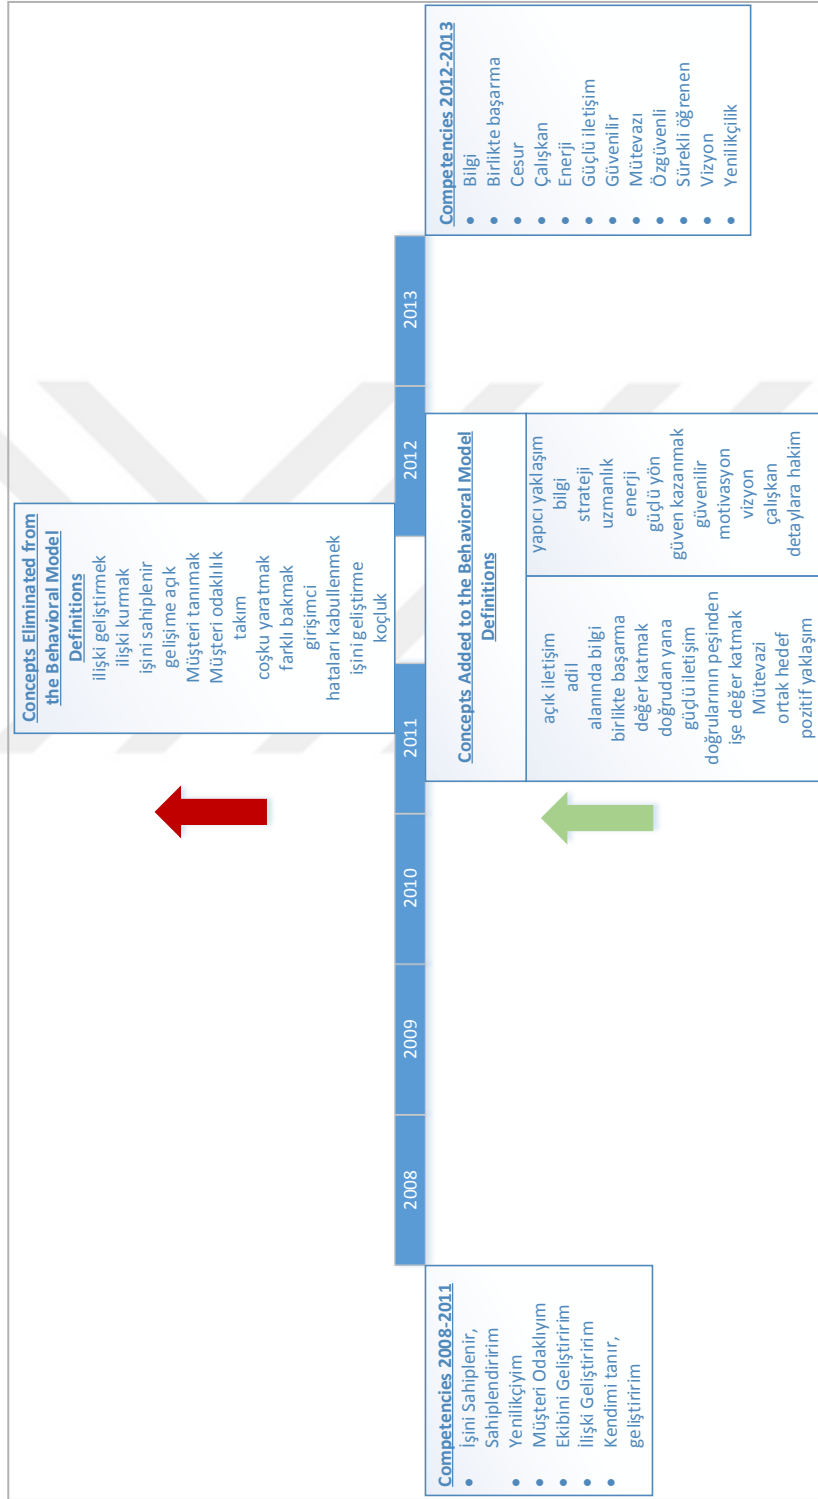 Concepts Eliminated from
the Behavioral Model
Definitions
ilişki geliştirmek
ilişki kurmak
işini sahiplenir
gelişime açık
Müşteri tanımak
Müşteri odaklılık
takım
coşku yaratmak
farklı bakmak
girişimci
hataları kabullenmek
işini geliştirme
koçluk
2008
2009
2010
2011
2012
2013
Competencies 2008-2011
• İşini Sahiplenir,
Sahiplendiririm
• Yenilikçiyim
• Müşteri Odaklıyım
• Ekibini Geliştiririm
• İlişki Geliştiririm
• Kendimi tanır,
geliştiririm
Concepts Added to the Behavioral Model
Definitions
açık iletişim
adil
alanında bilgi
birlikte başarma
değer katmak
doğrudan yana
güçlü iletişim
doğrularının peşinden
işe değer katmak
Mütevazi
ortak hedef
pozitif yaklaşım
yapıcı yaklaşım
bilgi
strateji
uzmanlık
enerji
güçlü yön
güven kazanmak
güvenilir
motivasyon
vizyon
çalışkan
detaylara hakim
Competencies 2012-2013
• Bilgi
• Birlikte başarma
• Cesur
• Çalışkan
• Enerji
• Güçlü iletişim
• Güvenilir
• Mütevazı
• Özgüvenli
• Sürekli öğrenen
• Vizyon
• Yenilikçilik